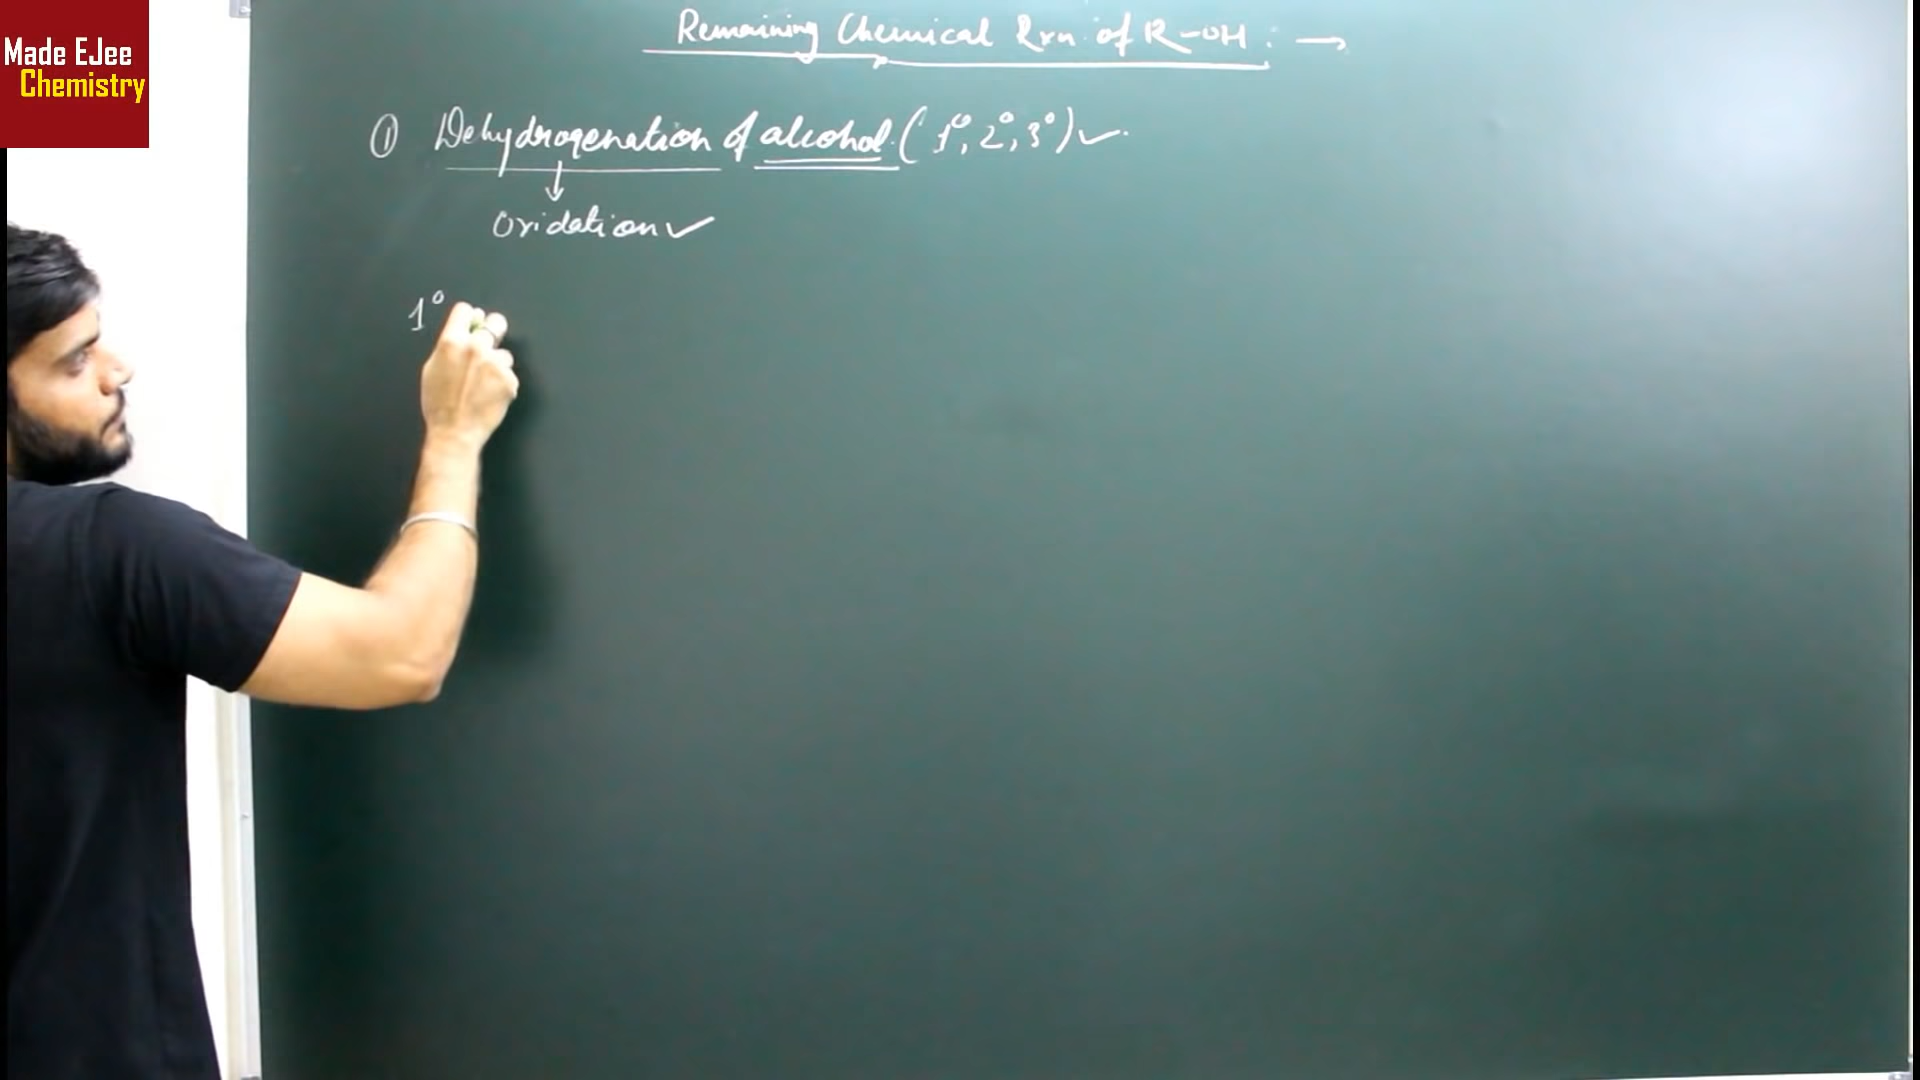 Made EJee
Chemistry
Remaining Chemical Rxn of R-OH : →
① Dehydrogenation of alcohol (1°, 2°, 3°) ✓
↓
Oxidation ✓
1°